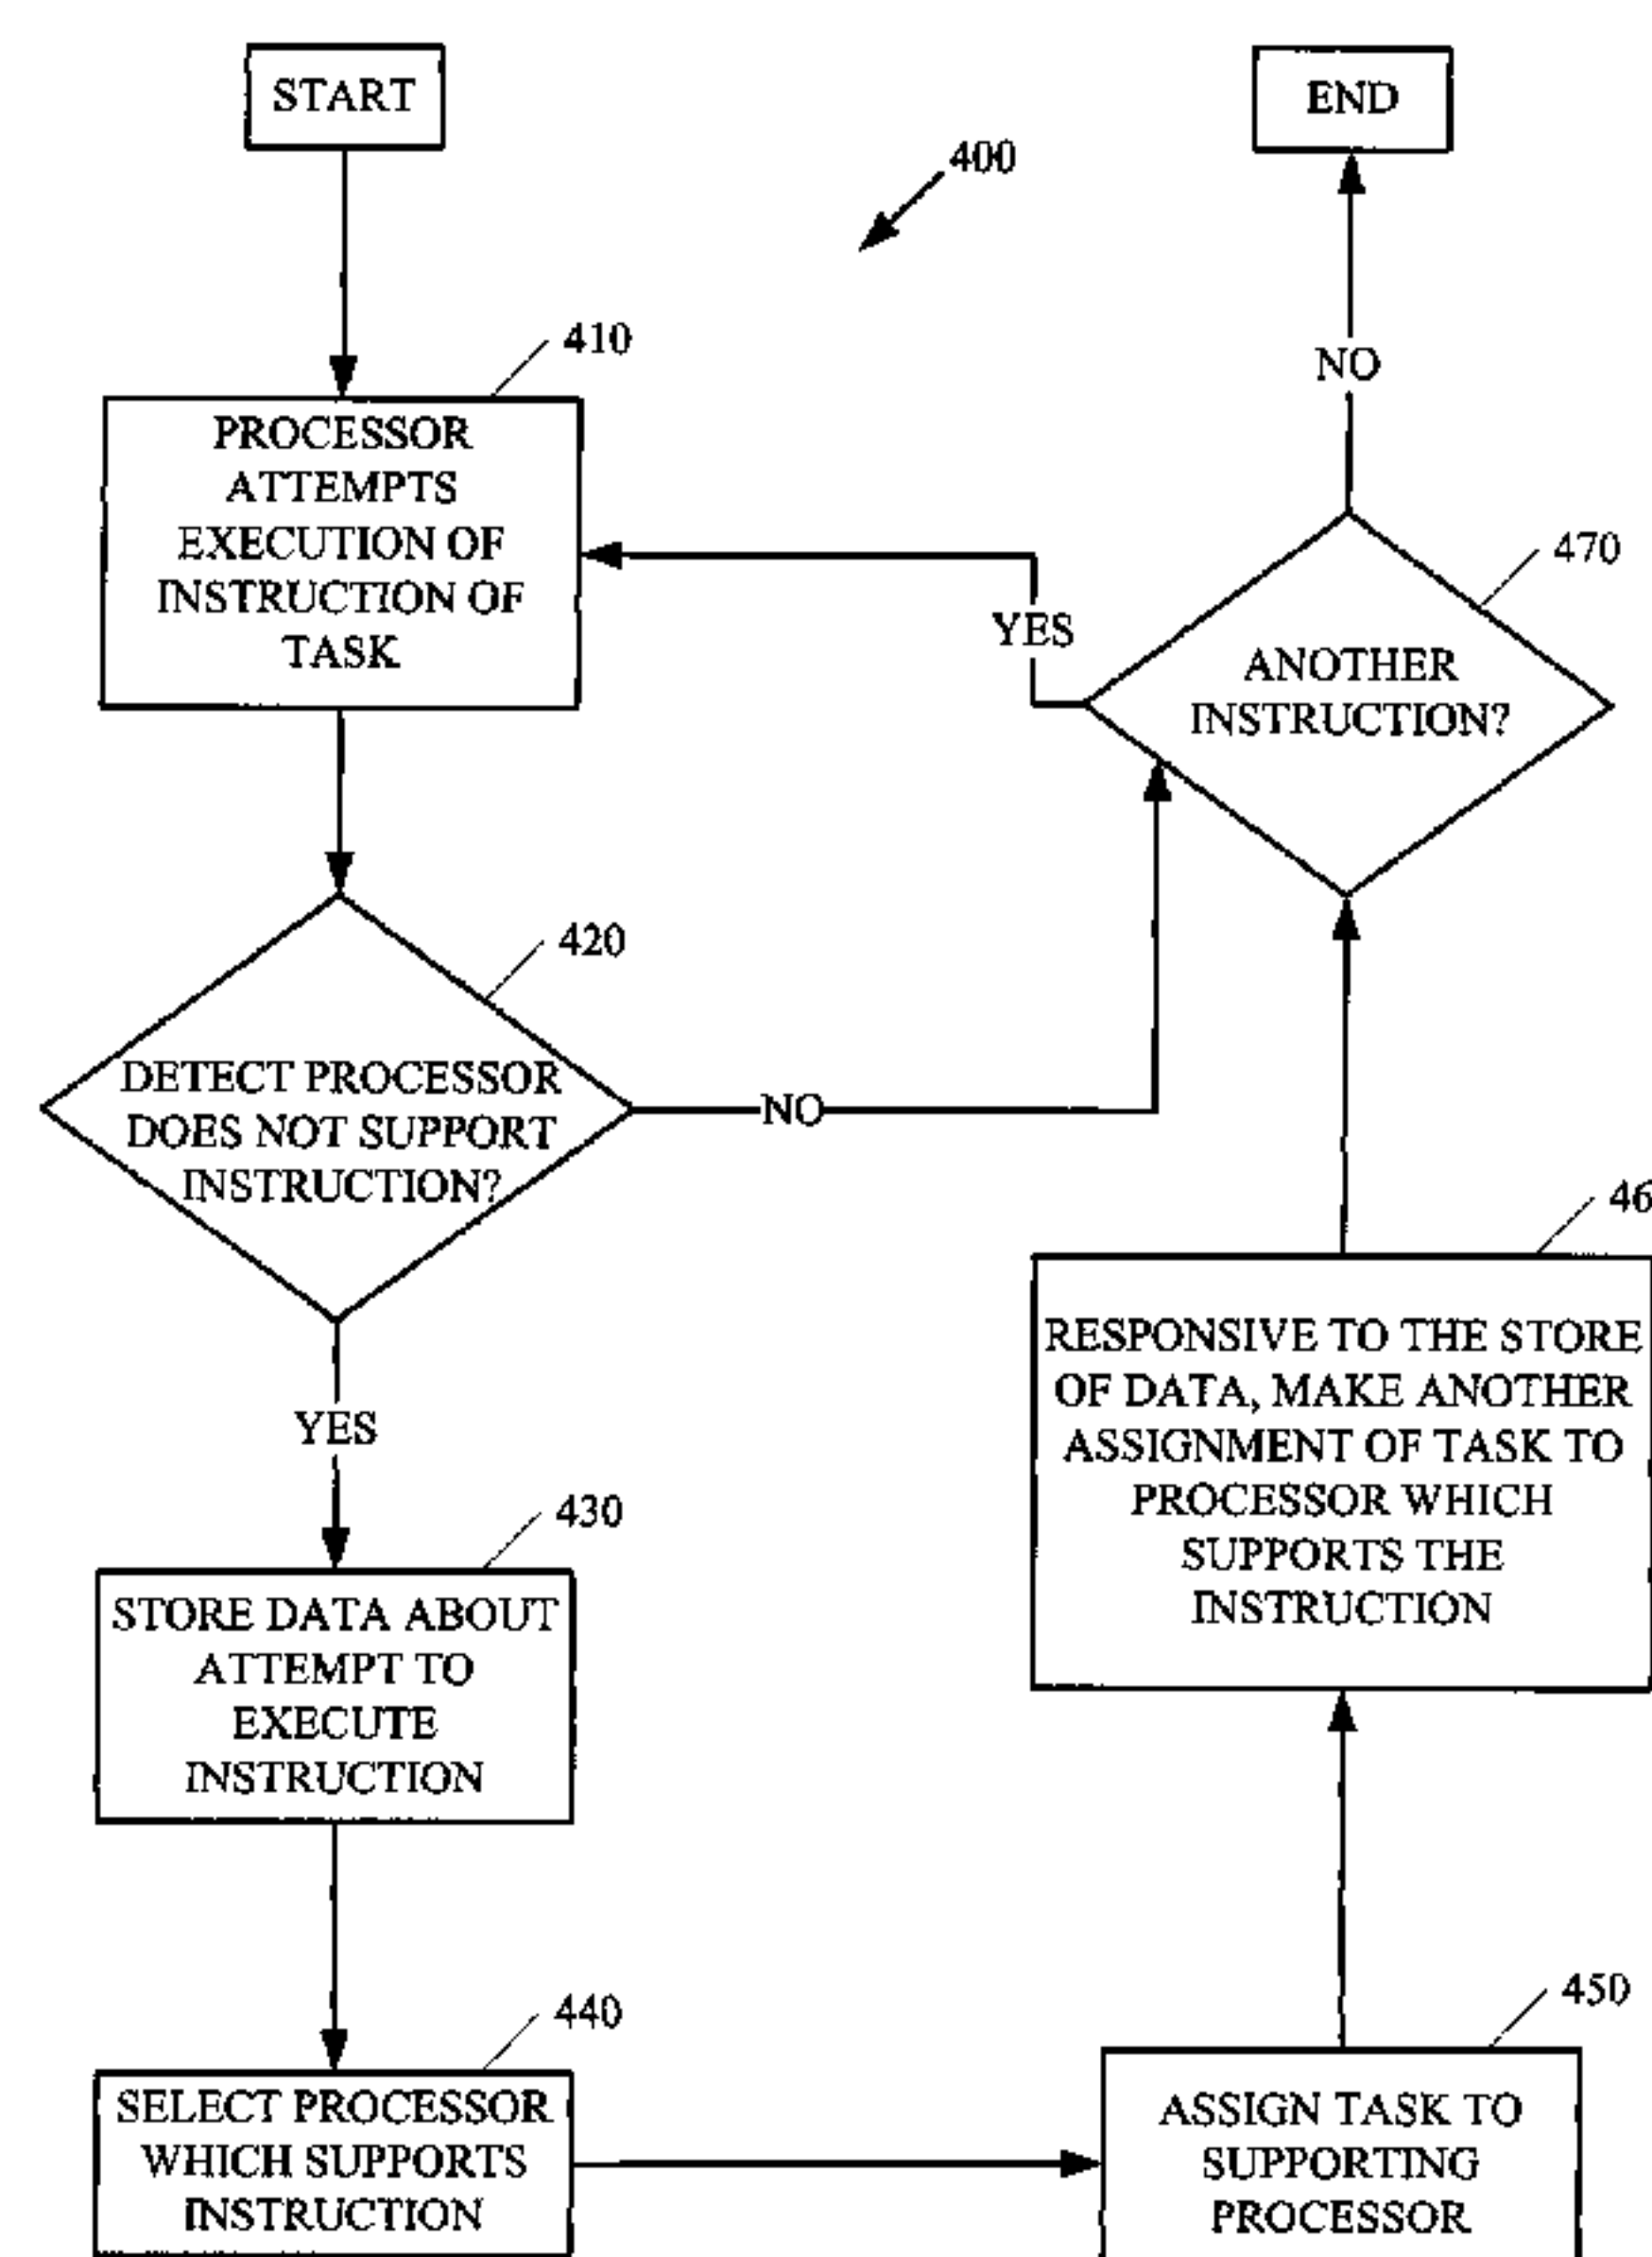 START
END
400
410
PROCESSOR
ATTEMPTS
EXECUTION OF
INSTRUCTION OF
TASK
NO
470
YES
ANOTHER
INSTRUCTION?
420
DETECT PROCESSOR
DOES NOT SUPPORT
INSTRUCTION?
NO
46
RESPONSIVE TO THE STORE
OF DATA, MAKE ANOTHER
ASSIGNMENT OF TASK TO
PROCESSOR WHICH
SUPPORTS THE
INSTRUCTION
YES
430
STORE DATA ABOUT
ATTEMPT TO
EXECUTE
INSTRUCTION
440
SELECT PROCESSOR
WHICH SUPPORTS
INSTRUCTION
450
ASSIGN TASK TO
SUPPORTING
PROCESSOR